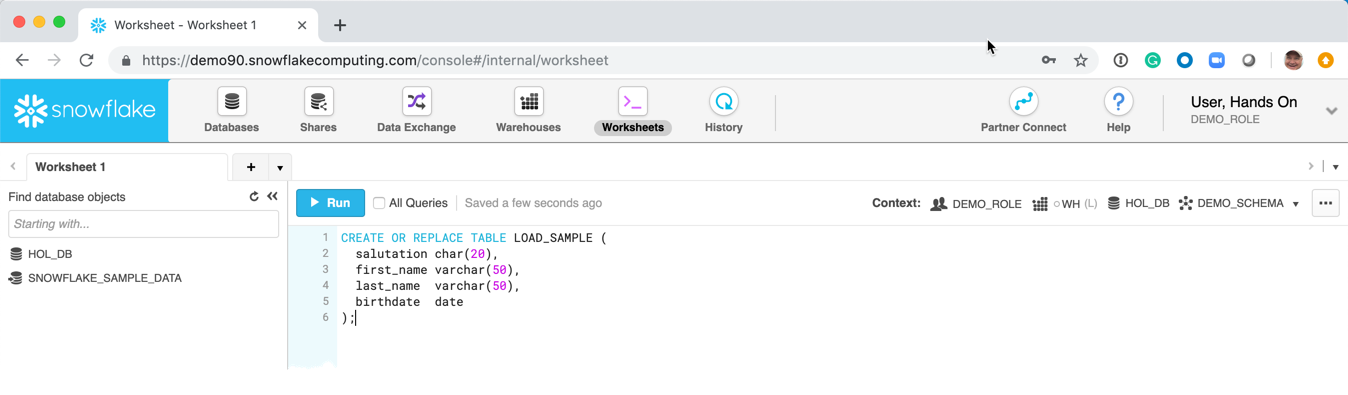 Worksheet - Worksheet 1
https://demo90.snowflakecomputing.com/console#/internal/worksheet
snowflake
Databases
Shares
Data Exchange
Warehouses
Worksheets
History
Partner Connect
Help
User, Hands On
DEMO_ROLE
Worksheet 1
Find database objects
Starting with...
HOL_DB
SNOWFLAKE_SAMPLE_DATA
Run
All Queries
Saved a few seconds ago
Context:
DEMO_ROLE
WH (L)
HOL_DB
DEMO_SCHEMA
1 CREATE OR REPLACE TABLE LOAD_SAMPLE (
2 salutation char(20),
3 first_name varchar(50),
4 last_name varchar(50),
5 birthdate date
6 );